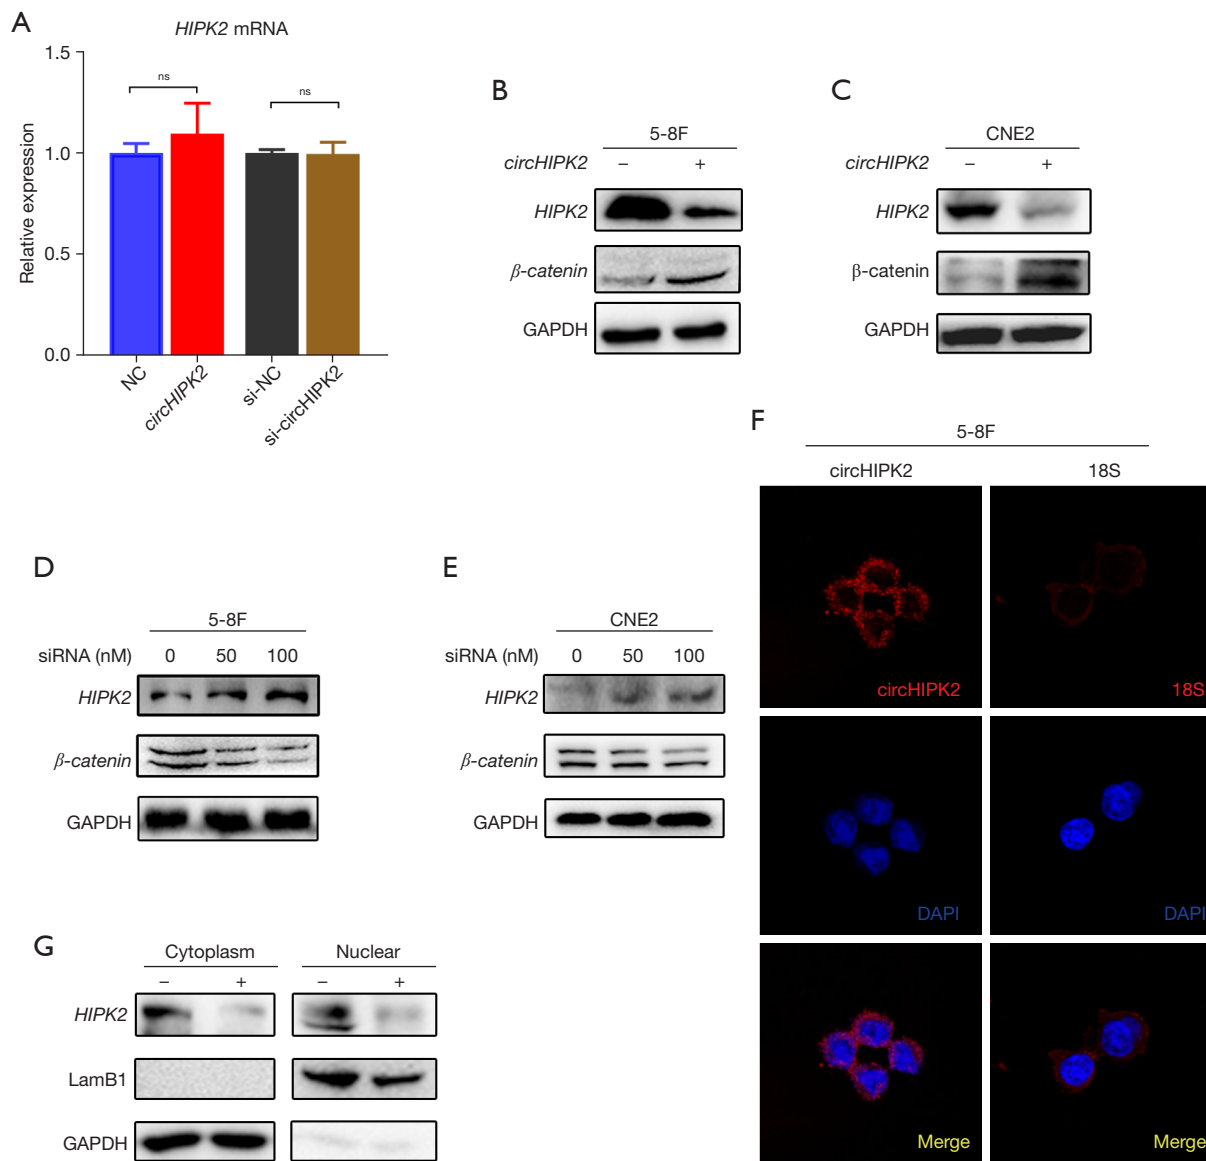 A
HIPK2 mRNA
1.5
1.0
0.5
0.0
Relative expression
ns
ns
NC
circHIPK2
si-NC
si-circHIPK2
B
5-8F
circHIPK2 – +
HIPK2
β-catenin
GAPDH
C
CNE2
circHIPK2 – +
HIPK2
β-catenin
GAPDH
D
5-8F
siRNA (nM) 0 50 100
HIPK2
β-catenin
GAPDH
E
CNE2
siRNA (nM) 0 50 100
HIPK2
β-catenin
GAPDH
F
5-8F
circHIPK2 18S
circHIPK2 18S
DAPI DAPI
Merge Merge
G
Cytoplasm Nuclear
– + – +
HIPK2
LamB1
GAPDH